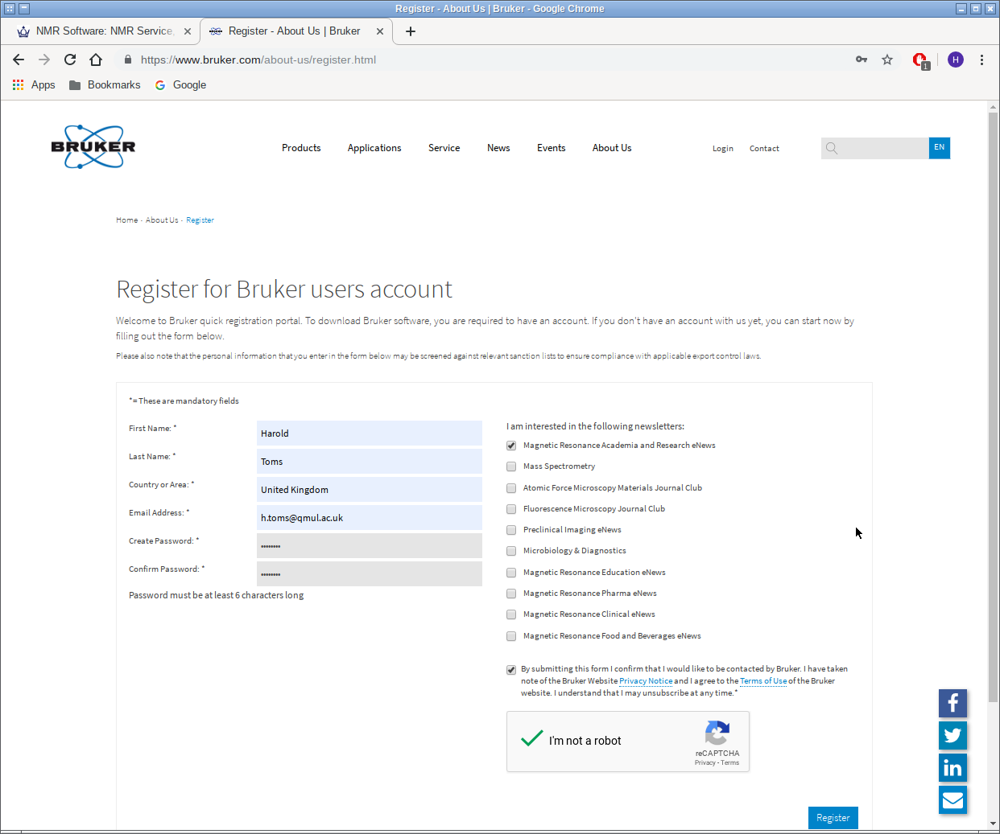 Register - About Us | Bruker - Google Chrome
NMR Software: NMR Service,
Register - About Us | Bruker
https://www.bruker.com/about-us/register.html
1
H
Apps
Bookmarks
Google
BRUKER
Products
Applications
Service
News
Events
About Us
Login
Contact
EN
Home - About Us - Register
Register for Bruker users account
Welcome to Bruker quick registration portal. To download Bruker software, you are required to have an account. If you don't have an account with us yet, you can start now by
filling out the form below.
Please also note that the personal information that you enter in the form below may be screened against relevant sanction lists to ensure compliance with applicable export control laws.
*= These are mandatory fields
First Name: *
Harold
Last Name: *
Toms
Country or Area: *
United Kingdom
Email Address: *
h.toms@qmul.ac.uk
Create Password: *
••••••••
Confirm Password: *
••••••••
Password must be at least 6 characters long
I am interested in the following newsletters:
Magnetic Resonance Academia and Research eNews
Mass Spectrometry
Atomic Force Microscopy Materials Journal Club
Fluorescence Microscopy Journal Club
Preclinical Imaging eNews
Microbiology & Diagnostics
Magnetic Resonance Education eNews
Magnetic Resonance Pharma eNews
Magnetic Resonance Clinical eNews
Magnetic Resonance Food and Beverages eNews
By submitting this form I confirm that I would like to be contacted by Bruker. I have taken
note of the Bruker Website Privacy Notice and I agree to the Terms of Use of the Bruker
website. I understand that I may unsubscribe at any time.*
I'm not a robot
reCAPTCHA
Privacy - Terms
Register